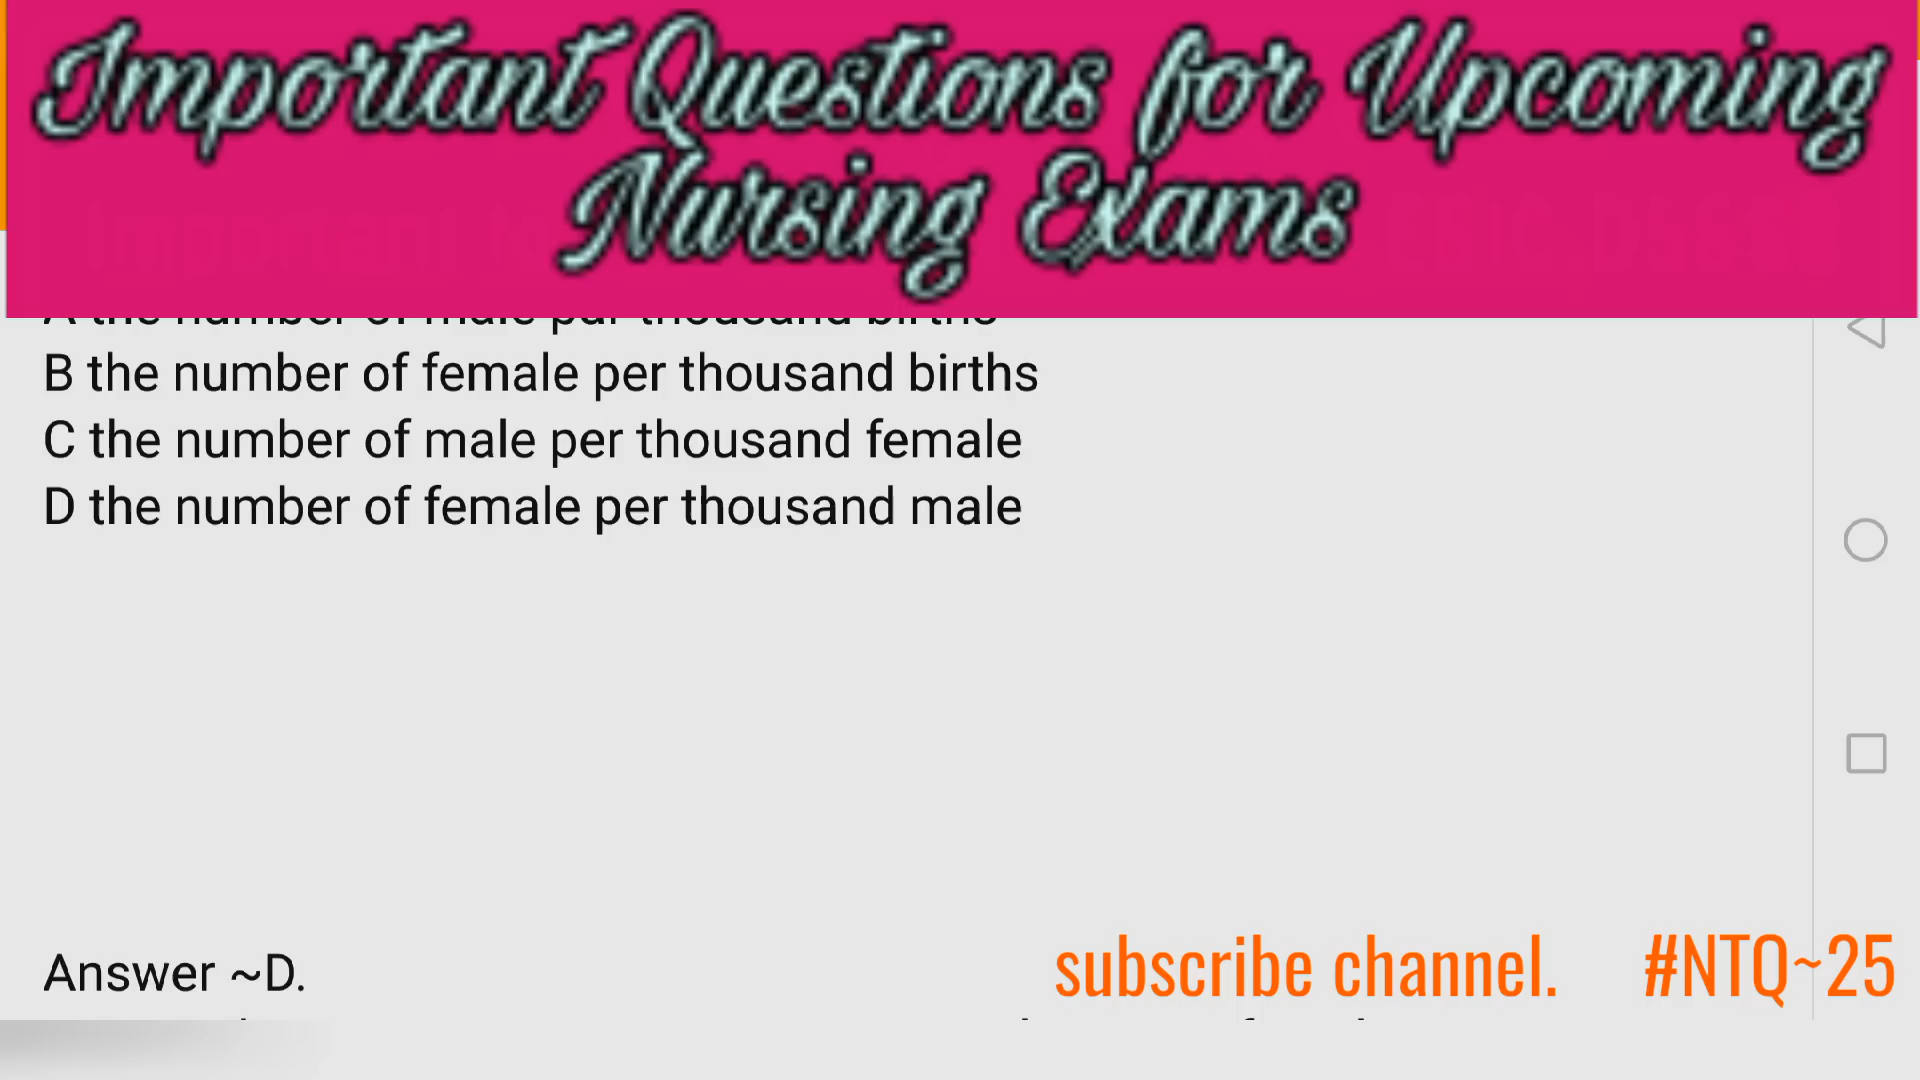 Important Questions for Upcoming
Nursing Exams
B the number of female per thousand births
C the number of male per thousand female
D the number of female per thousand male
Answer ~D.
subscribe channel. #NTQ~25